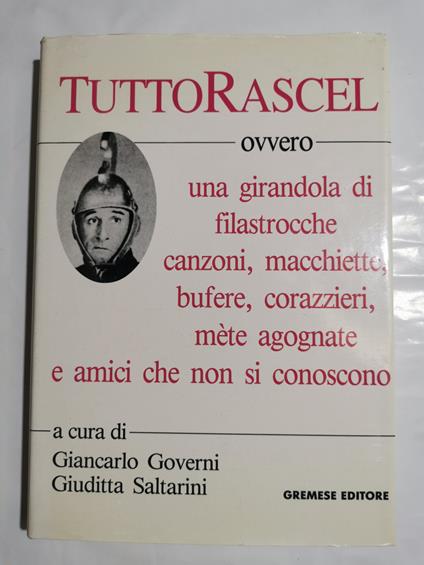 TUTTORASCEL
ovvero
una girandola di
filastrocche
canzoni, macchiette,
bufere, corazzieri,
mète agognate
e amici che non si conoscono
a cura di
Giancarlo Governi
Giuditta Saltarini
GREMESE EDITORE